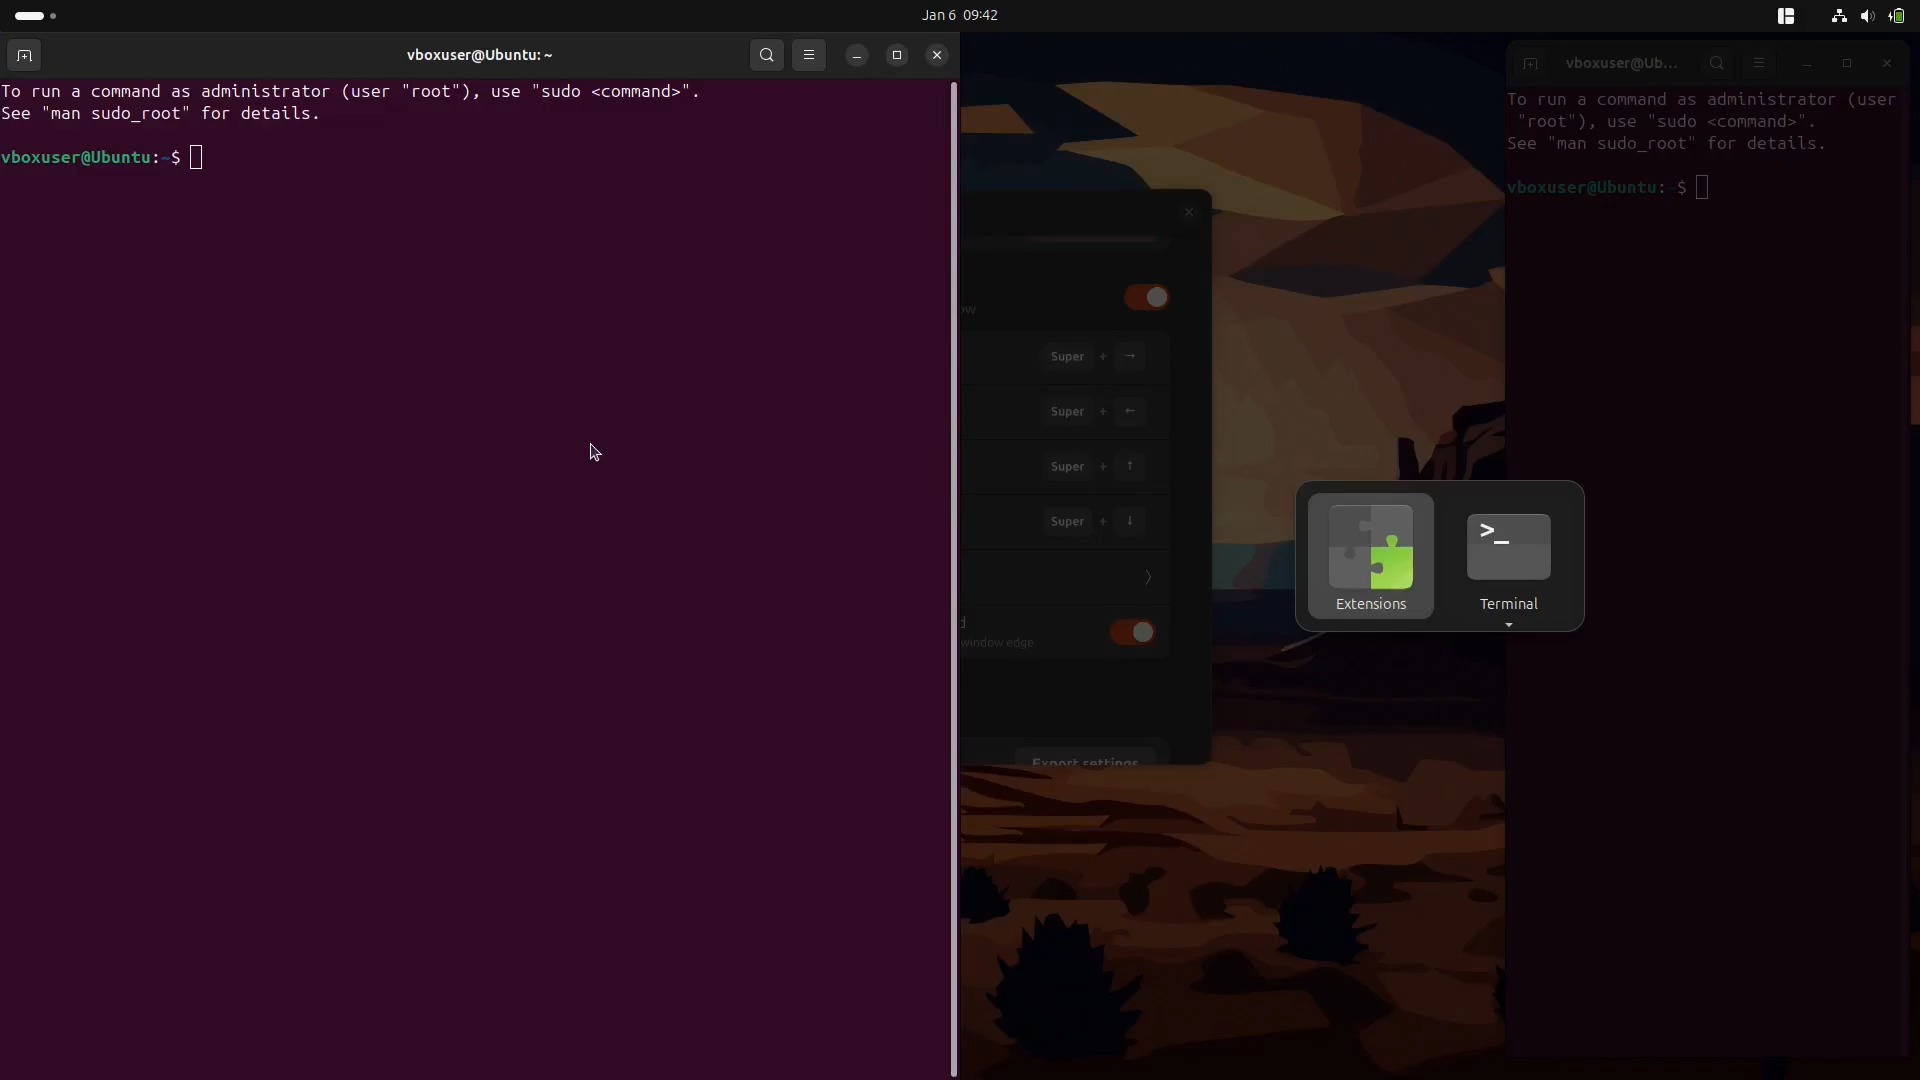 Jan 6 09:42
vboxuser@Ubuntu: ~
To run a command as administrator (user "root"), use "sudo <command>".
See "man sudo_root" for details.
vboxuser@Ubuntu:~$
vboxuser@Ub...
To run a command as administrator (user
"root"), use "sudo <command>".
See "man sudo_root" for details.
vboxuser@Ubuntu:~$
ow
Super + →
Super + ←
Super + ↑
Super + ↓
d
window edge
Export settings
>_
Extensions
Terminal